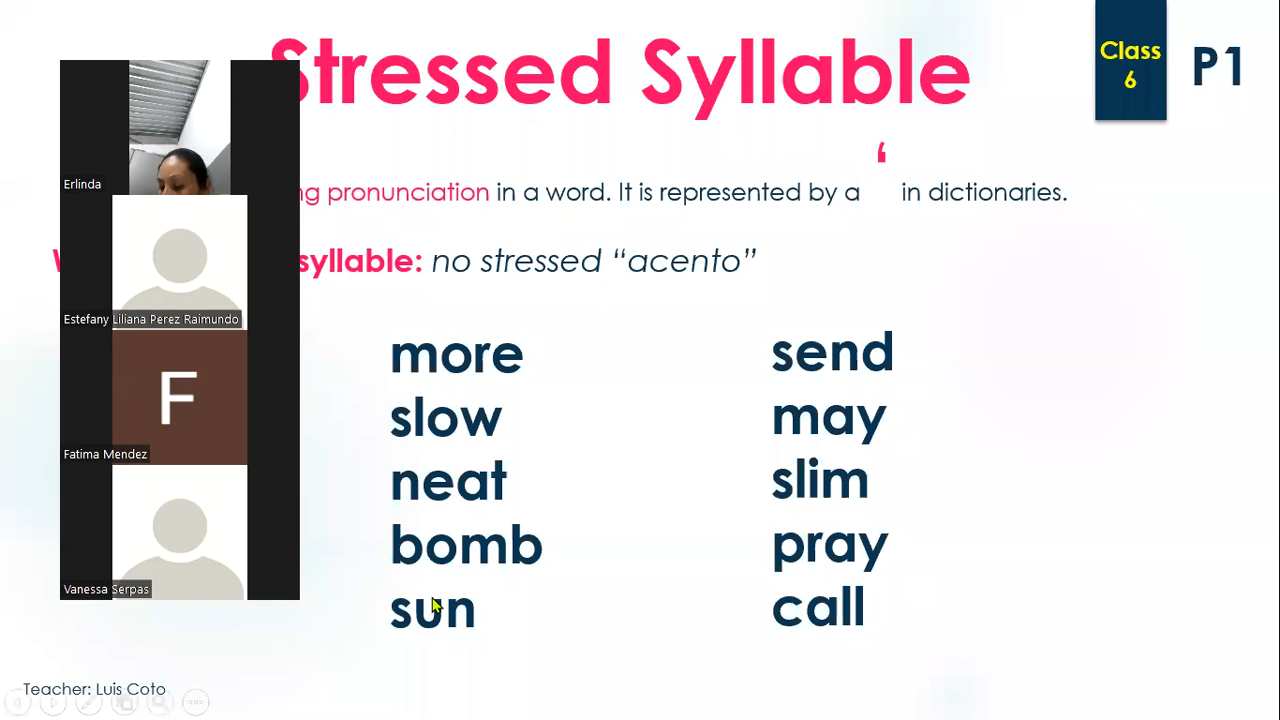 Stressed Syllable
Class
6
P1
‘
pronunciation in a word. It is represented by a in dictionaries.
syllable: no stressed “acento”
more
slow
neat
bomb
sun
send
may
slim
pray
call
Erlinda
Estefany Liliana Perez Raimundo
F
Fatima Mendez
Vanessa Serpas
Teacher: Luis Coto